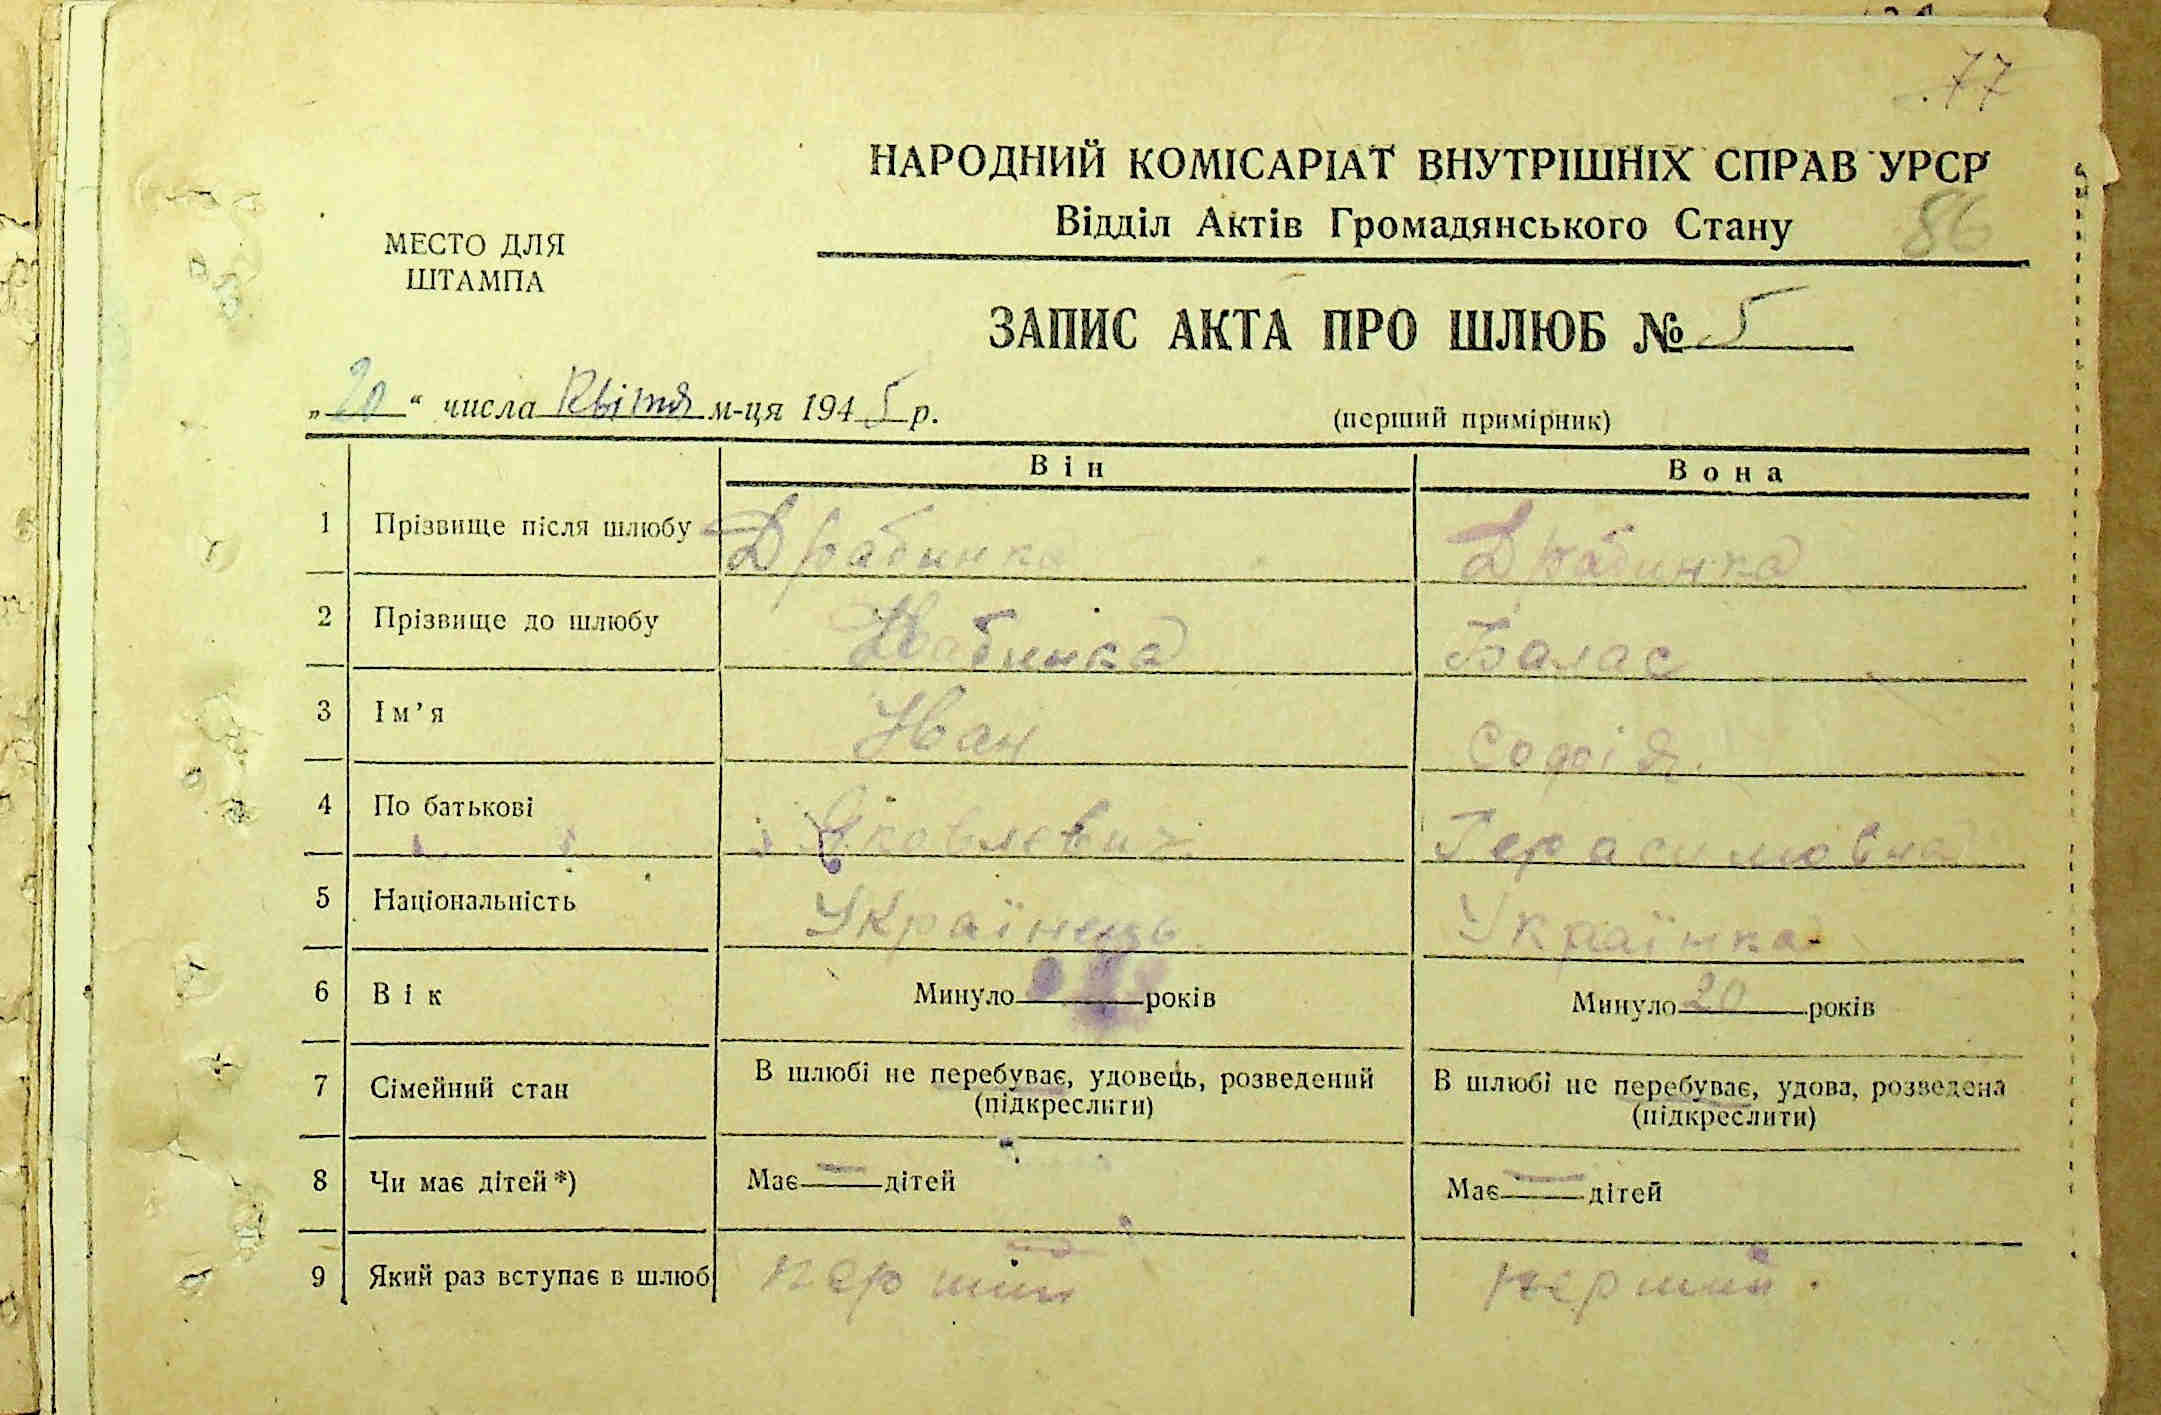 77
НАРОДНИЙ КОМІСАРІАТ ВНУТРІШНІХ СПРАВ УРСР
Відділ Актів Громадянського Стану
86
МЕСТО ДЛЯ
ШТАМПА
ЗАПИС АКТА ПРО ШЛЮБ № 5
„20“ числа Квітня м-ця 1945 р.
(перший примірник)
Він Вона
1 Прізвище після шлюбу Драбинка Драбинка
2 Прізвище до шлюбу Балас
3 Ім’я Іван Софія.
4 По батькові Яковлєвич Герасимовна
5 Національність Українець Українка
6 Вік Минуло років Минуло 20 років
7 Сімейний стан В шлюбі не перебуває, удовець, розведений В шлюбі не перебуває, удова, розведена
(підкреслити) (підкреслити)
8 Чи має дітей*) Має — дітей Має — дітей
9 Який раз вступає в шлюб перший перший.